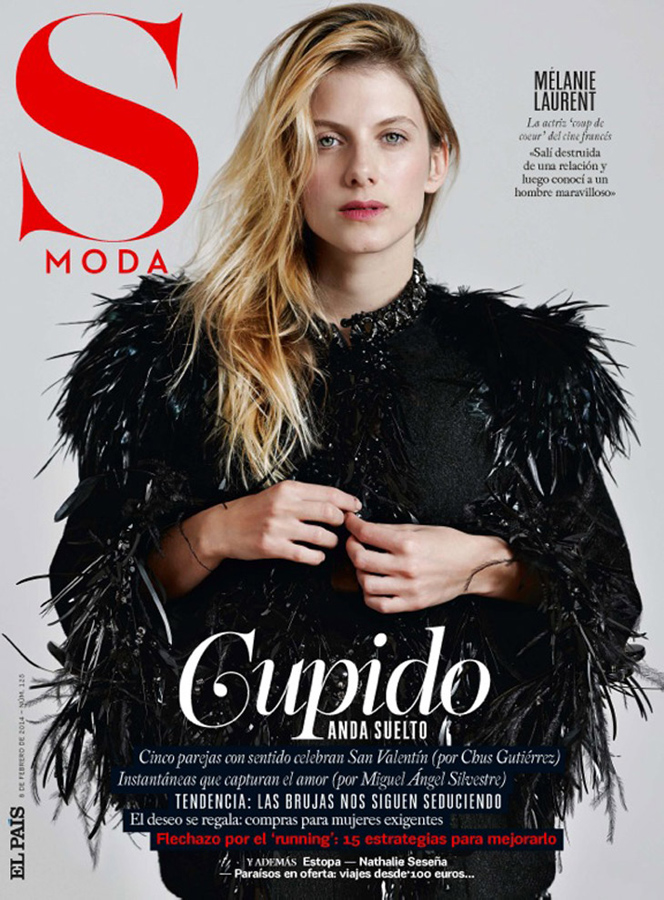 S
MODA
MÉLANIE
LAURENT
La actriz ‘coup de
coeur’ del cine francés
«Salí destruida
de una relación y
luego conocí a un
hombre maravilloso»
Cupido
ANDA SUELTO
Cinco parejas con sentido celebran San Valentín (por Chus Gutiérrez)
Instantáneas que capturan el amor (por Miguel Ángel Silvestre)
TENDENCIA: LAS BRUJAS NOS SIGUEN SEDUCIENDO
El deseo se regala: compras para mujeres exigentes
Flechazo por el ‘running’: 15 estrategias para mejorarlo
Y ADEMÁS Estopa — Nathalie Seseña
— Paraísos en oferta: viajes desde 100 euros...
EL PAÍS
8 DE FEBRERO DE 2014 – NÚM. 125